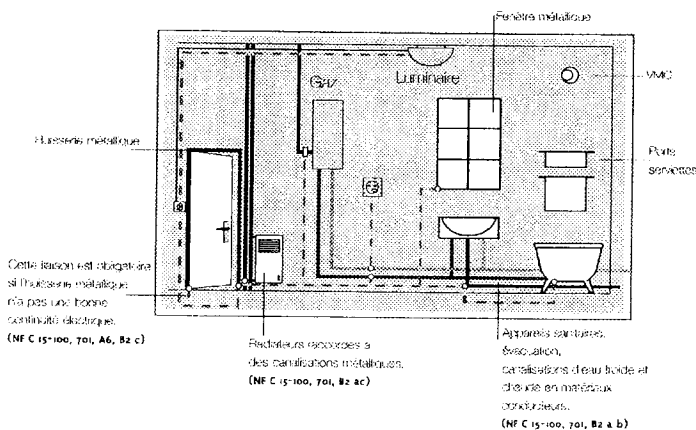 Fenêtre métallique
Gaz
Luminaire
VMC
Huisserie métallique
Porte
serviettes
Cette liaison est obligatoire
si l'huisserie métallique
n'a pas une bonne
continuité électrique.
(NF C 15-100, 701, A6, B2 c)
Radiateurs raccordés à
des canalisations métalliques.
(NF C 15-100, 701, B2 ac)
Appareils sanitaires,
évacuation,
canalisations d'eau froide et
chaude en matériaux
conducteurs.
(NF C 15-100, 701, B2 a b)